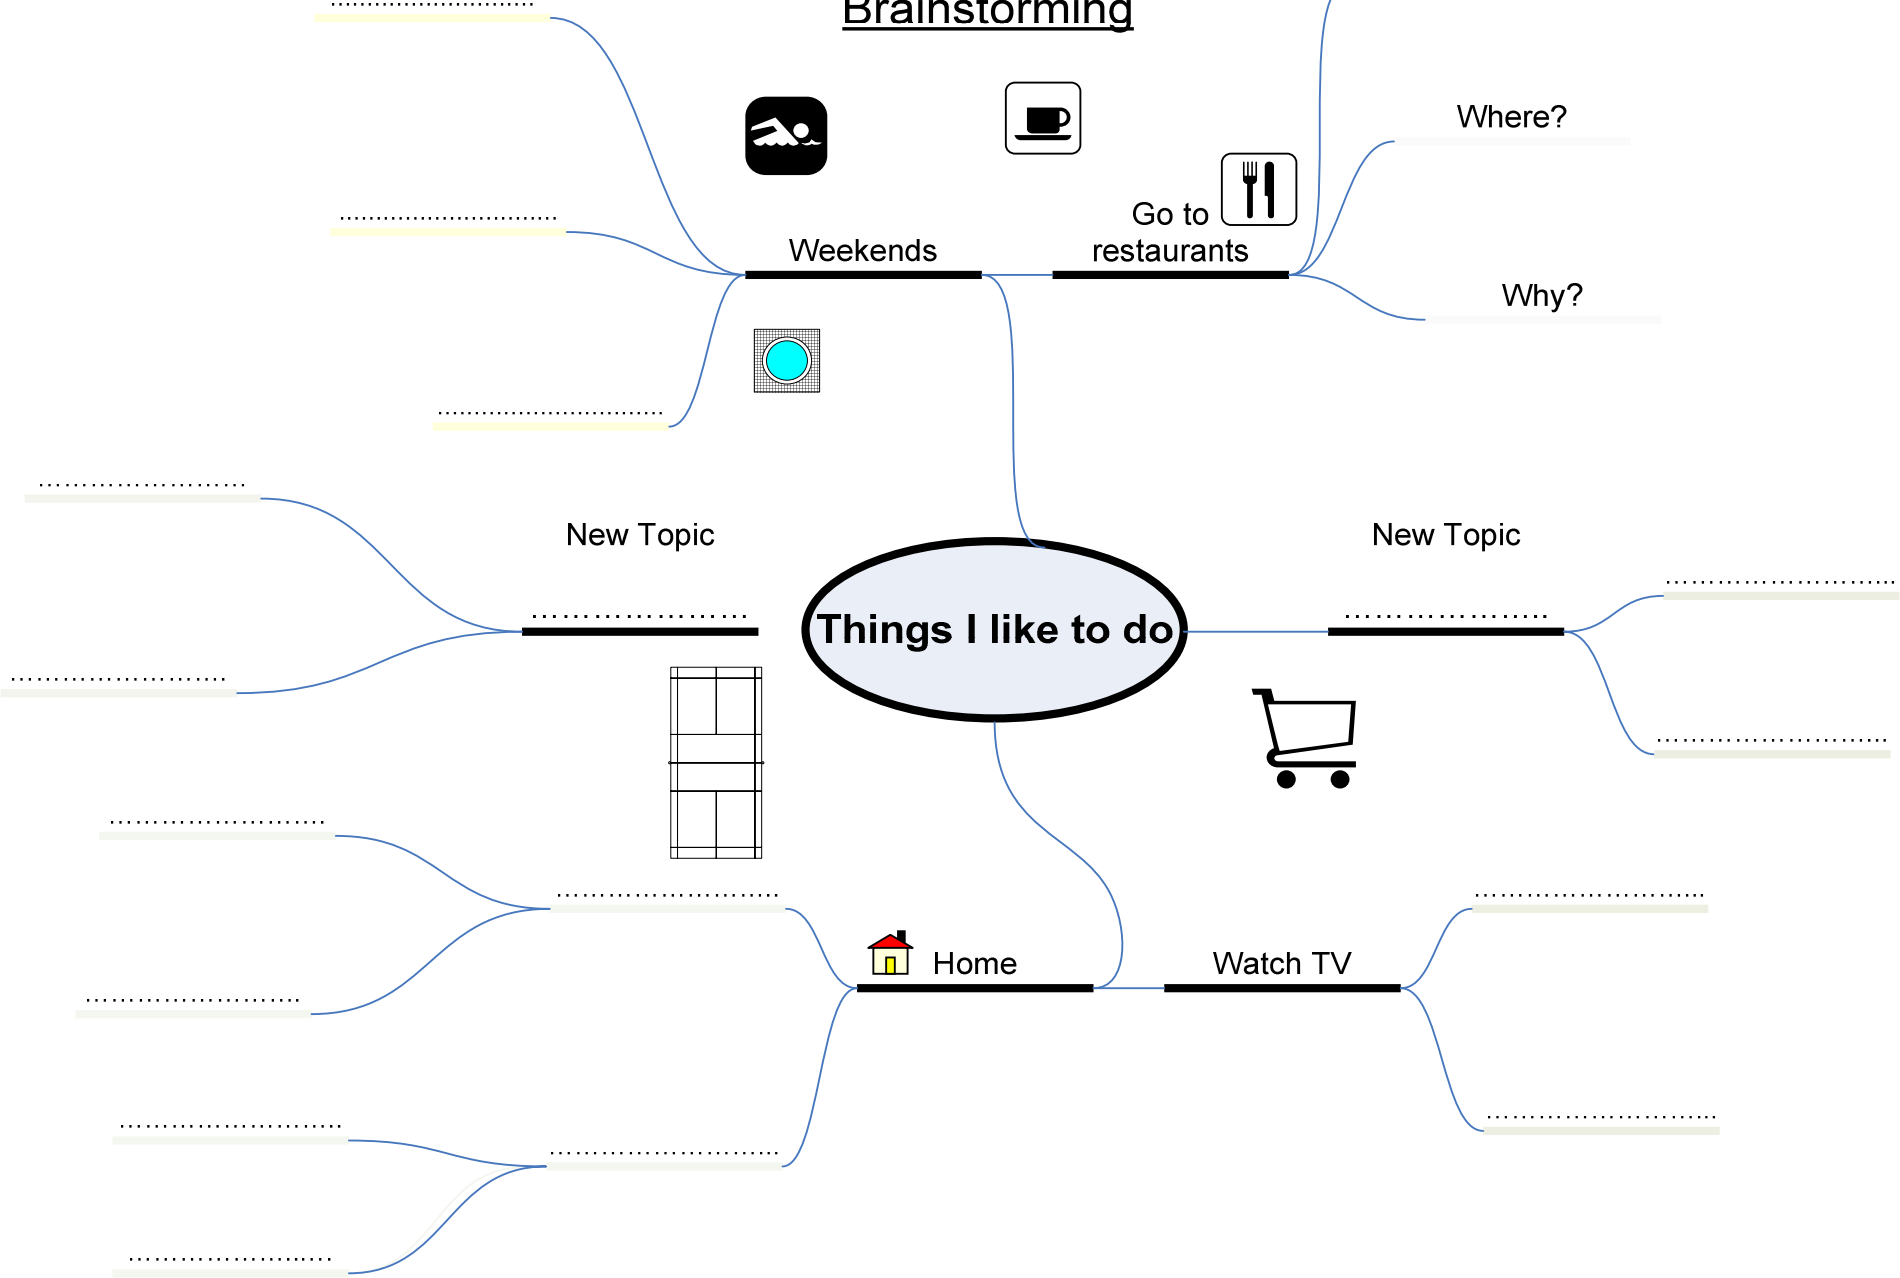 Brainstorming
Where?
Go to
restaurants
Weekends
Why?
New Topic
New Topic
Things I like to do
Home
Watch TV